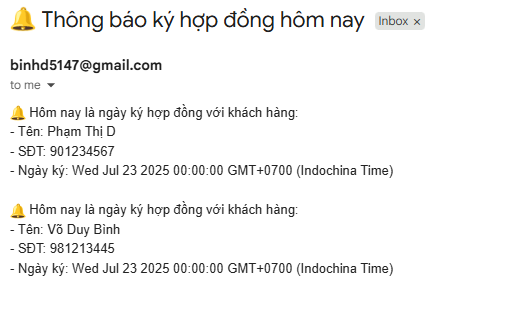 🔔 Thông báo ký hợp đồng hôm nay Inbox ×
binhd5147@gmail.com
to me
🔔 Hôm nay là ngày ký hợp đồng với khách hàng:
- Tên: Phạm Thị D
- SĐT: 901234567
- Ngày ký: Wed Jul 23 2025 00:00:00 GMT+0700 (Indochina Time)
🔔 Hôm nay là ngày ký hợp đồng với khách hàng:
- Tên: Võ Duy Bình
- SĐT: 981213445
- Ngày ký: Wed Jul 23 2025 00:00:00 GMT+0700 (Indochina Time)